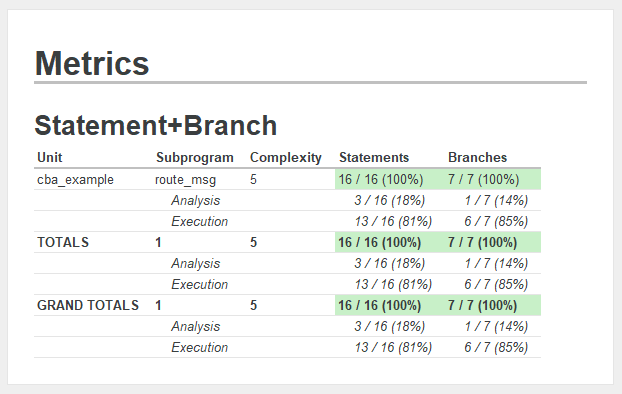 Metrics
Statement+Branch
Unit Subprogram Complexity Statements Branches
cba_example route_msg 5 16 / 16 (100%) 7 / 7 (100%)
Analysis 3 / 16 (18%) 1 / 7 (14%)
Execution 13 / 16 (81%) 6 / 7 (85%)
TOTALS 1 5 16 / 16 (100%) 7 / 7 (100%)
Analysis 3 / 16 (18%) 1 / 7 (14%)
Execution 13 / 16 (81%) 6 / 7 (85%)
GRAND TOTALS 1 5 16 / 16 (100%) 7 / 7 (100%)
Analysis 3 / 16 (18%) 1 / 7 (14%)
Execution 13 / 16 (81%) 6 / 7 (85%)